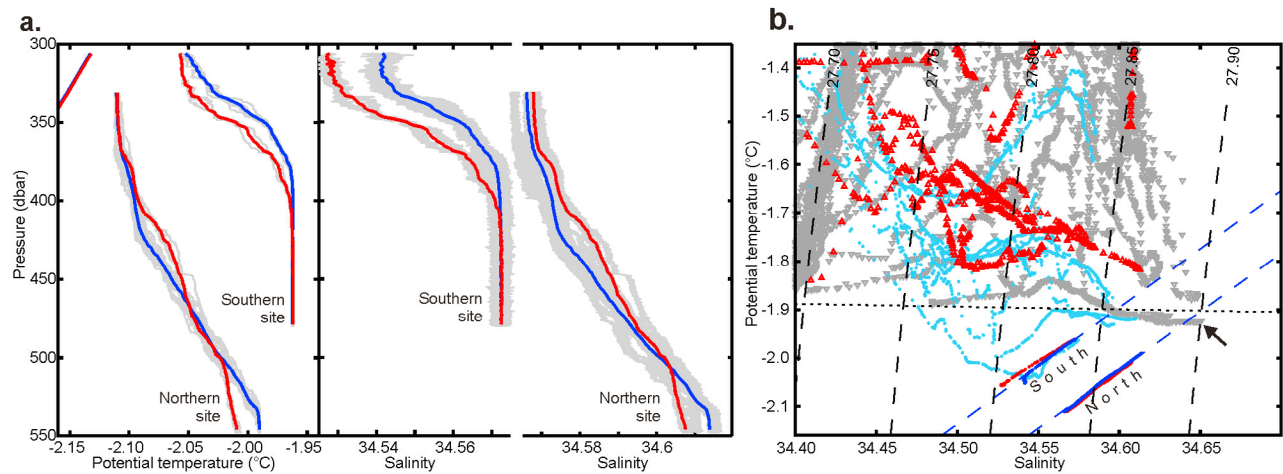 a.
300
350
400
450
500
550
Pressure (dbar)
Southern
site
Northern
site
-2.15
-2.10
-2.05
-2.00
-1.95
Potential temperature (°C)
Southern
site
34.54
34.56
Salinity
34.58
34.6
Salinity
b.
-1.4
-1.5
-1.6
-1.7
-1.8
-1.9
-2.0
-2.1
Potential temperature (°C)
27.70
27.75
27.80
27.85
27.90
South
North
34.40
34.45
34.50
34.55
34.60
34.65
Salinity